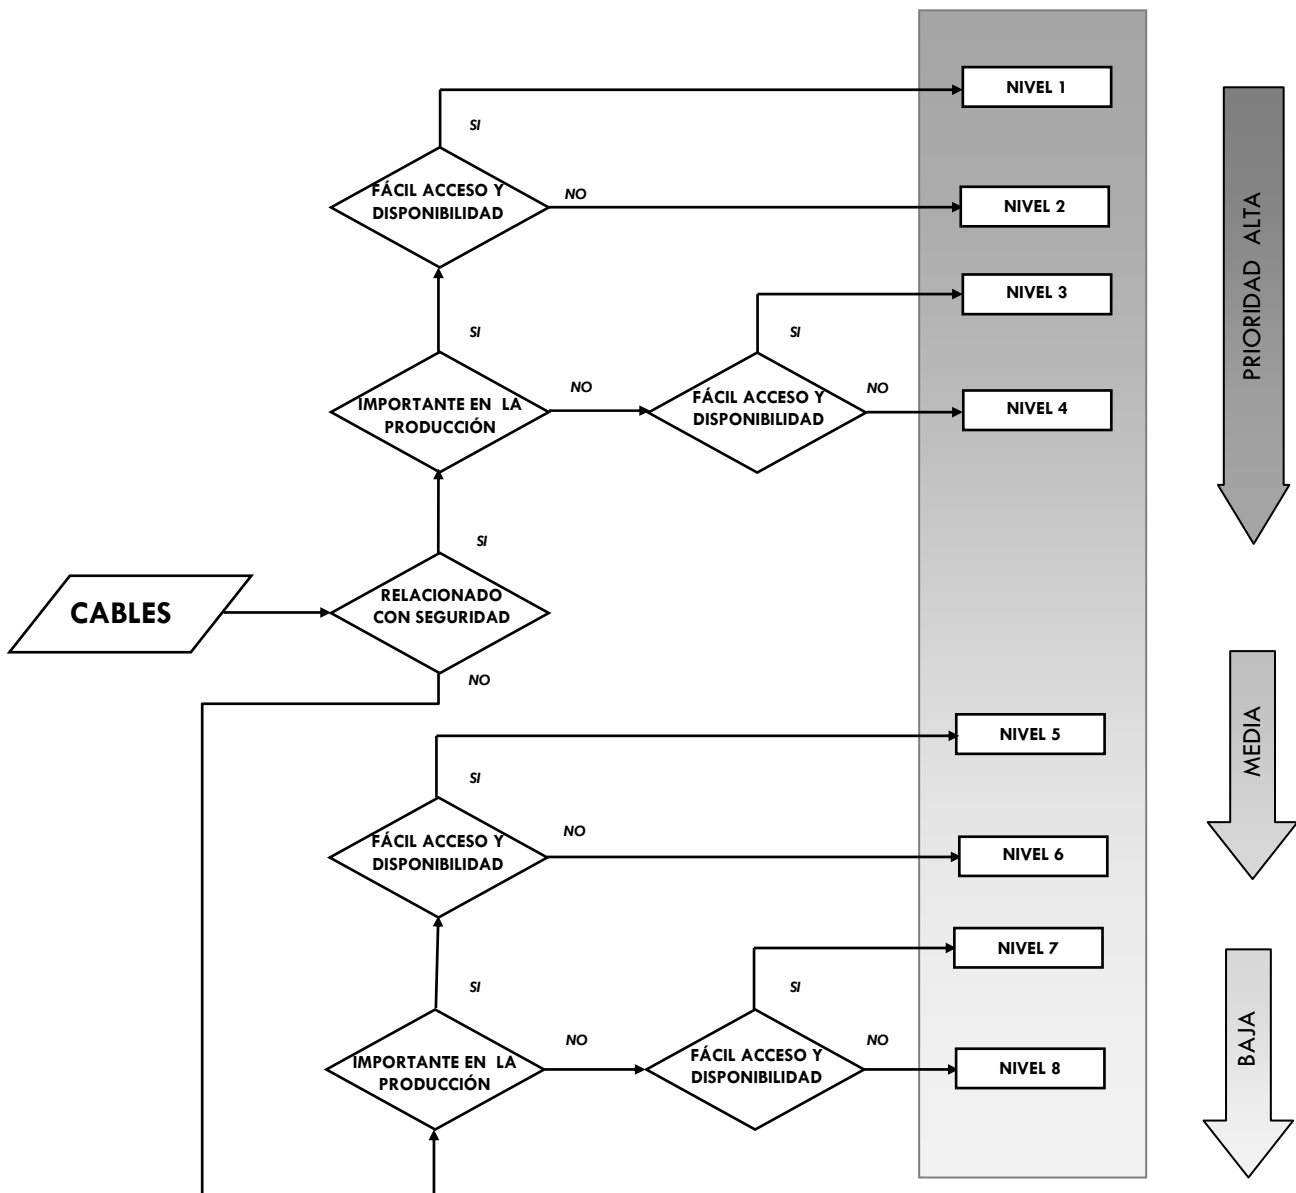 NIVEL 1
SI
FÁCIL ACCESO Y
DISPONIBILIDAD
NO
NIVEL 2
PRIORIDAD ALTA
NIVEL 3
SI
SI
IMPORTANTE EN LA
PRODUCCIÓN
NO
FÁCIL ACCESO Y
DISPONIBILIDAD
NO
NIVEL 4
SI
CABLES
RELACIONADO
CON SEGURIDAD
NO
NIVEL 5
MEDIA
SI
FÁCIL ACCESO Y
DISPONIBILIDAD
NO
NIVEL 6
NIVEL 7
SI
SI
IMPORTANTE EN LA
PRODUCCIÓN
NO
FÁCIL ACCESO Y
DISPONIBILIDAD
NO
NIVEL 8
BAJA